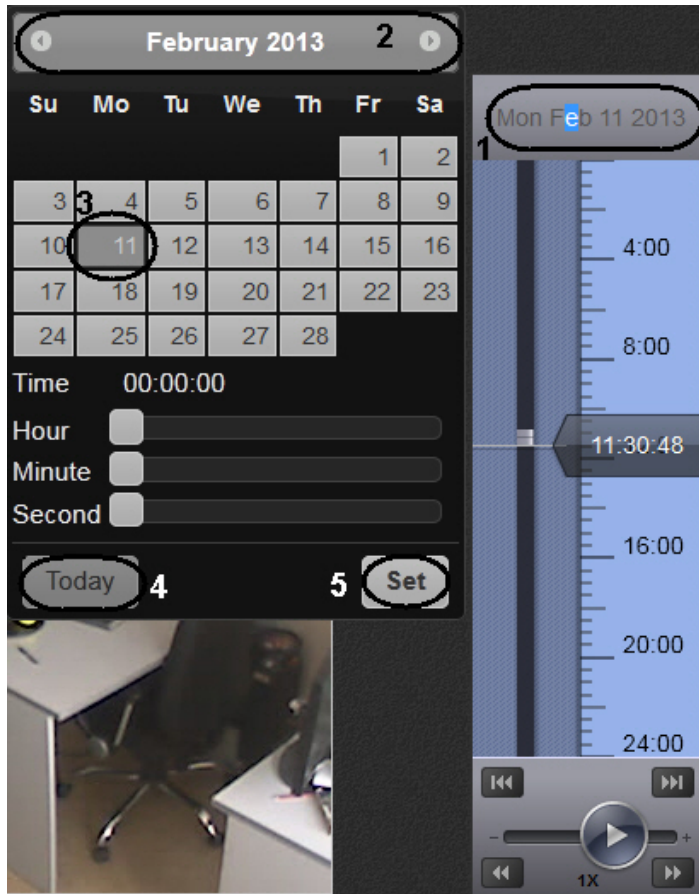 February 2013 2
Su Mo Tu We Th Fr Sa
1 2
3 3 4 5 6 7 8 9
10 11 12 13 14 15 16
17 18 19 20 21 22 23
24 25 26 27 28
Time 00:00:00
Hour
Minute
Second
Today 4 5 Set
Mon Feb 11 2013
1
4:00
8:00
11:30:48
16:00
20:00
24:00
- +
1X